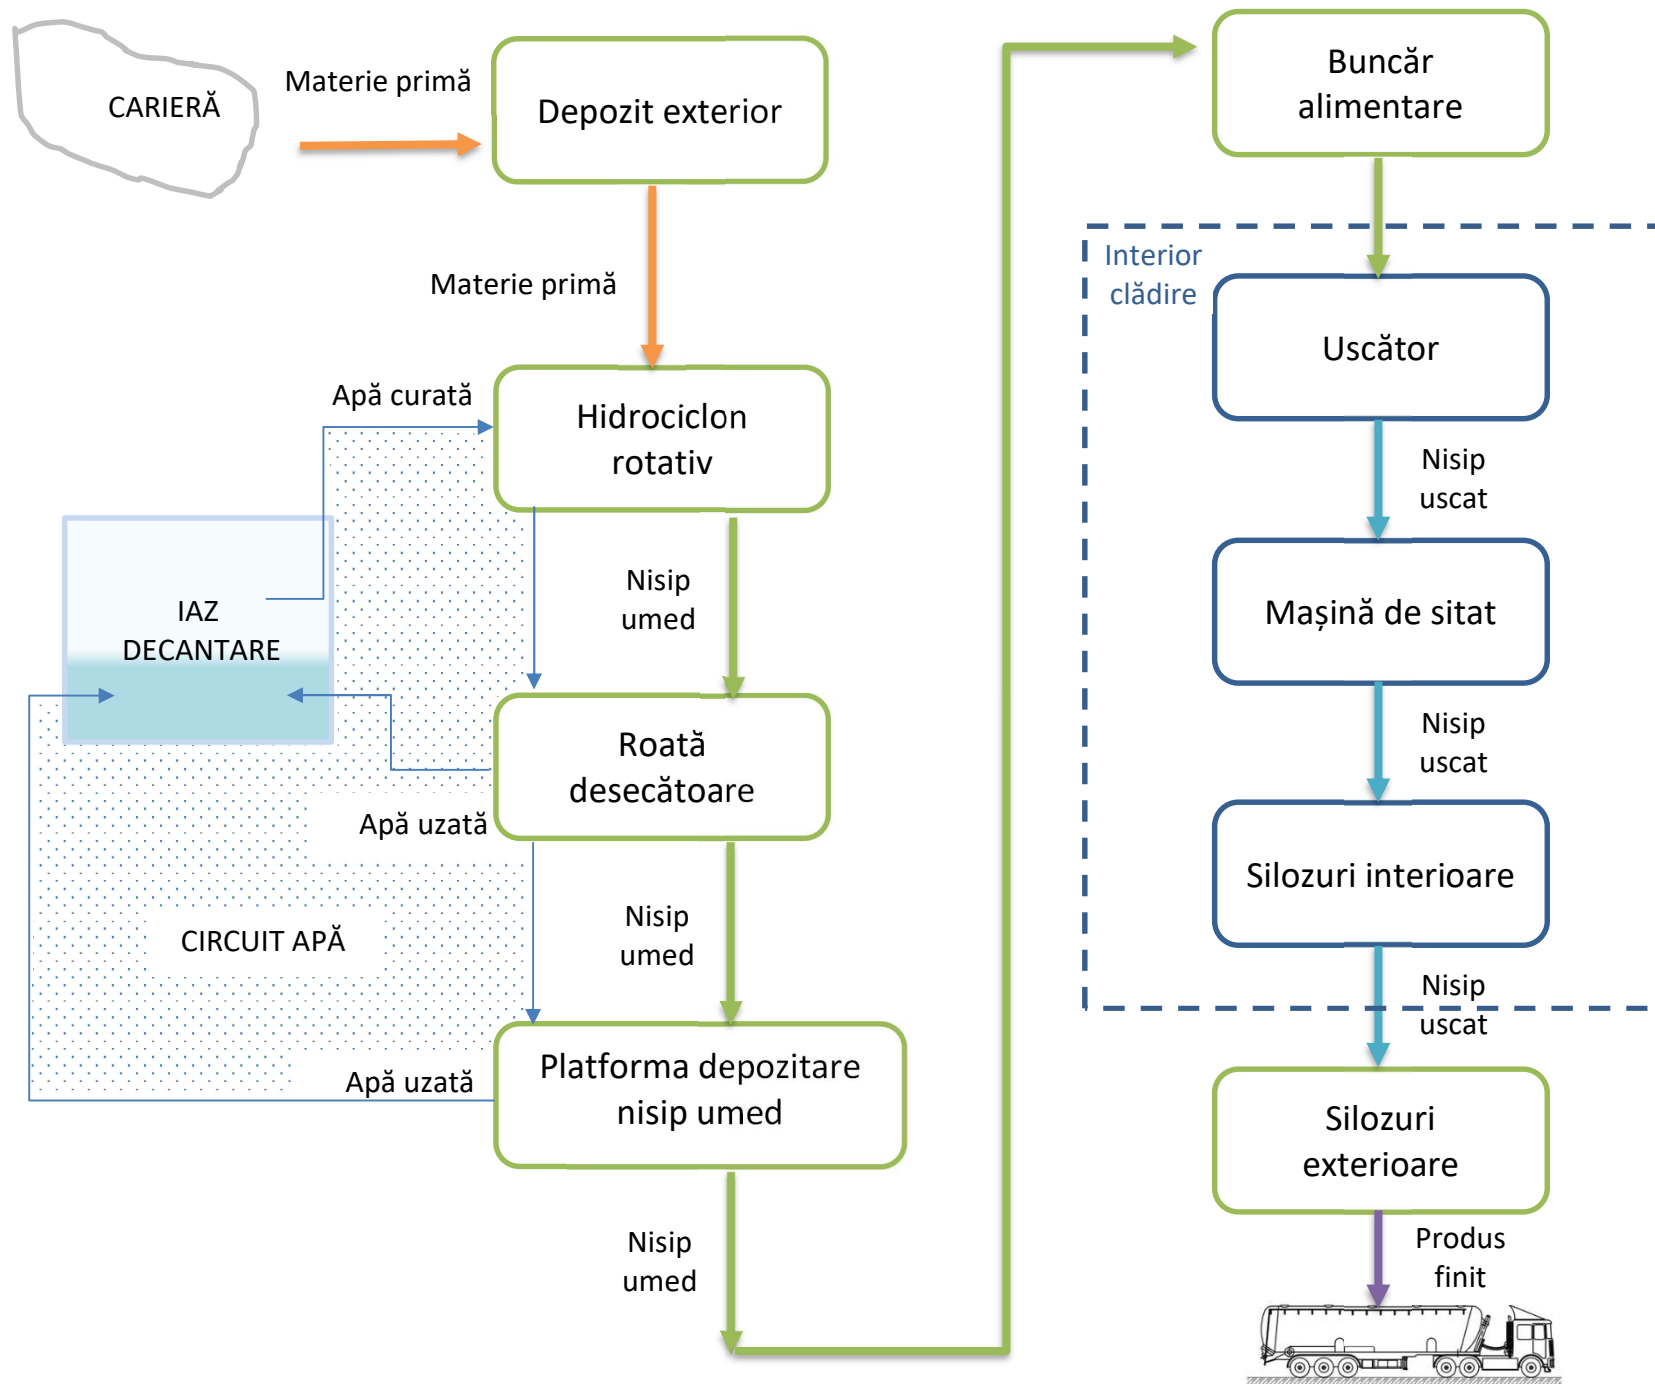 CARIERĂ
Materie primă
Depozit exterior
Materie primă
Apă curată
Hidrociclon
rotativ
Nisip
umed
IAZ
DECANTARE
Roată
desecătoare
Apă uzată
Nisip
umed
CIRCUIT APĂ
Platforma depozitare
nisip umed
Apă uzată
Nisip
umed
Buncăr
alimentare
Interior
clădire
Uscător
Nisip
uscat
Mașină de sitat
Nisip
uscat
Silozuri interioare
Nisip
uscat
Silozuri
exterioare
Produs
finit